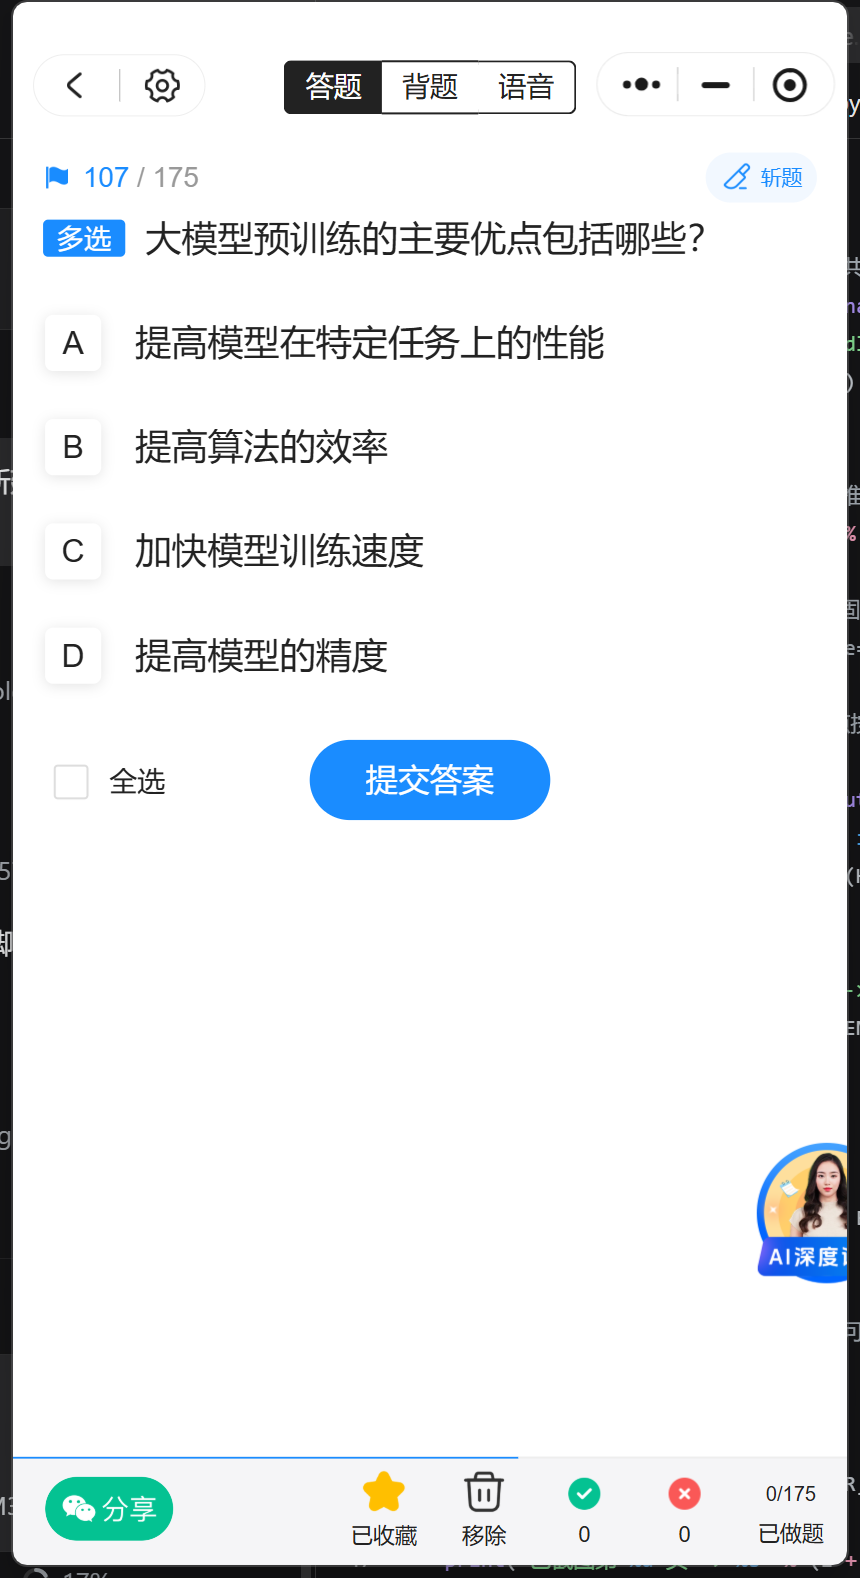 答题 背题 语音
107 / 175
斩题
多选 大模型预训练的主要优点包括哪些?
A 提高模型在特定任务上的性能
B 提高算法的效率
C 加快模型训练速度
D 提高模型的精度
全选
提交答案
AI深度
分享
已收藏
移除
0
0
0/175
已做题
17%